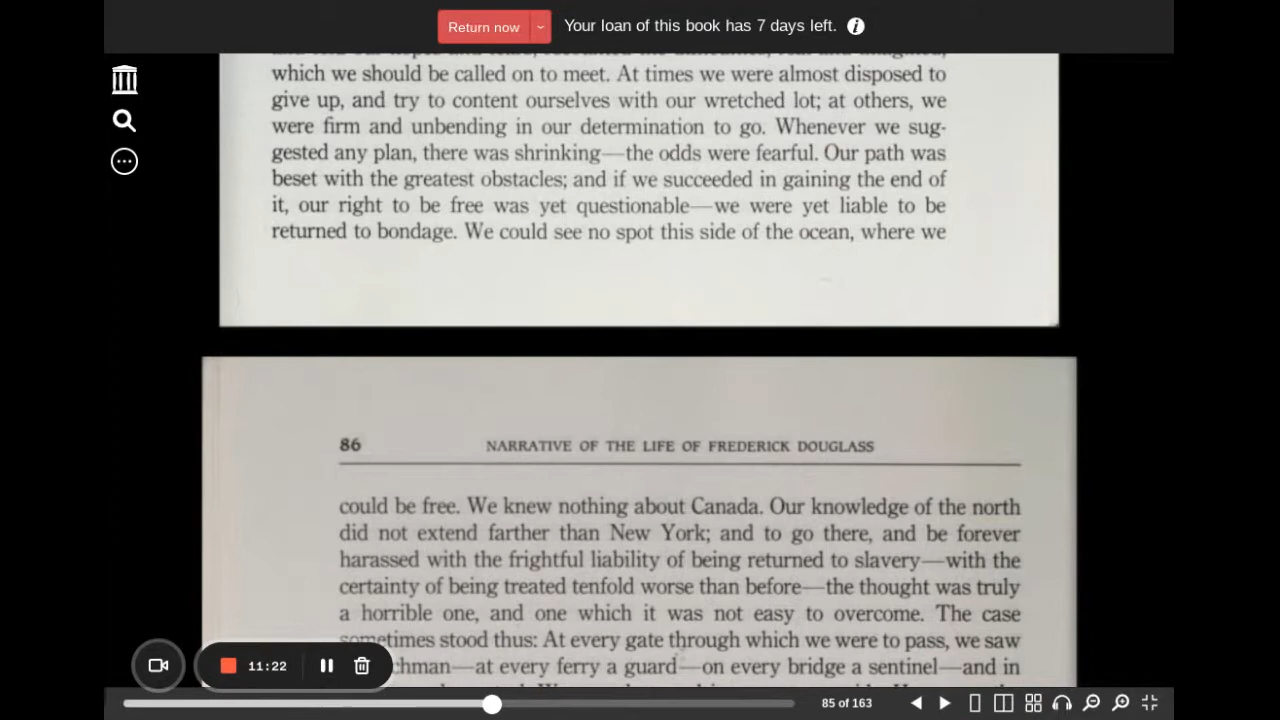 Return now
Your loan of this book has 7 days left.
which we should be called on to meet. At times we were almost disposed to
give up, and try to content ourselves with our wretched lot; at others, we
were firm and unbending in our determination to go. Whenever we sug-
gested any plan, there was shrinking—the odds were fearful. Our path was
beset with the greatest obstacles; and if we succeeded in gaining the end of
it, our right to be free was yet questionable—we were yet liable to be
returned to bondage. We could see no spot this side of the ocean, where we
86 NARRATIVE OF THE LIFE OF FREDERICK DOUGLASS
could be free. We knew nothing about Canada. Our knowledge of the north
did not extend farther than New York; and to go there, and be forever
harassed with the frightful liability of being returned to slavery—with the
certainty of being treated tenfold worse than before—the thought was truly
a horrible one, and one which it was not easy to overcome. The case
sometimes stood thus: At every gate through which we were to pass, we saw
chman—at every ferry a guard—on every bridge a sentinel—and in
11:22
85 of 163